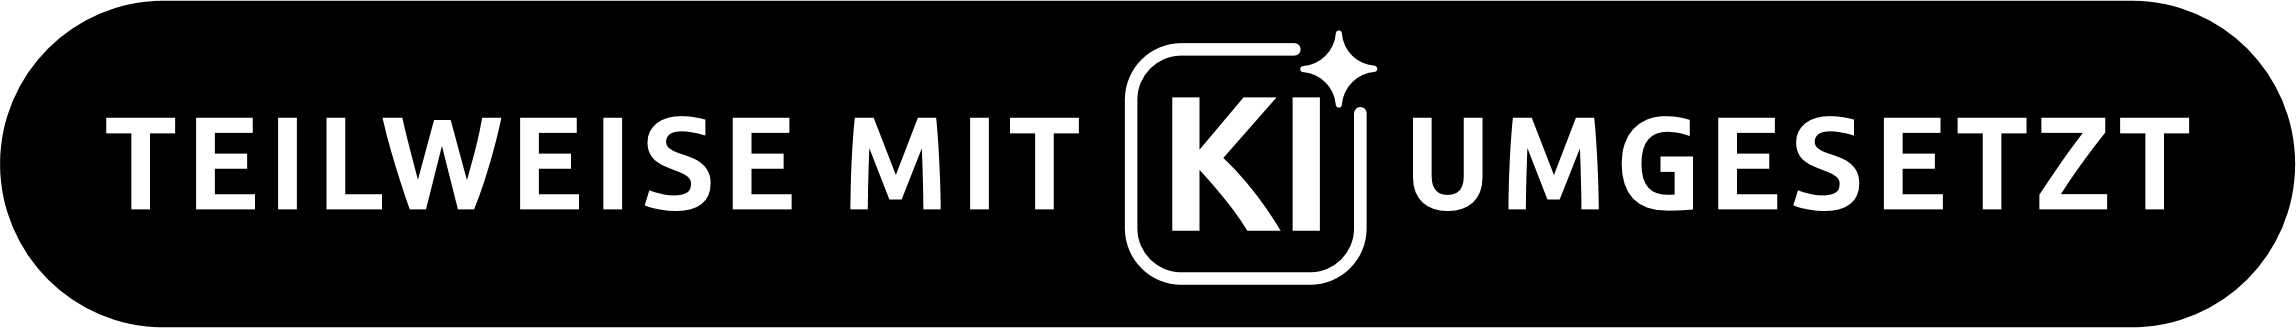 TEILWEISE MIT KI UMGESETZT